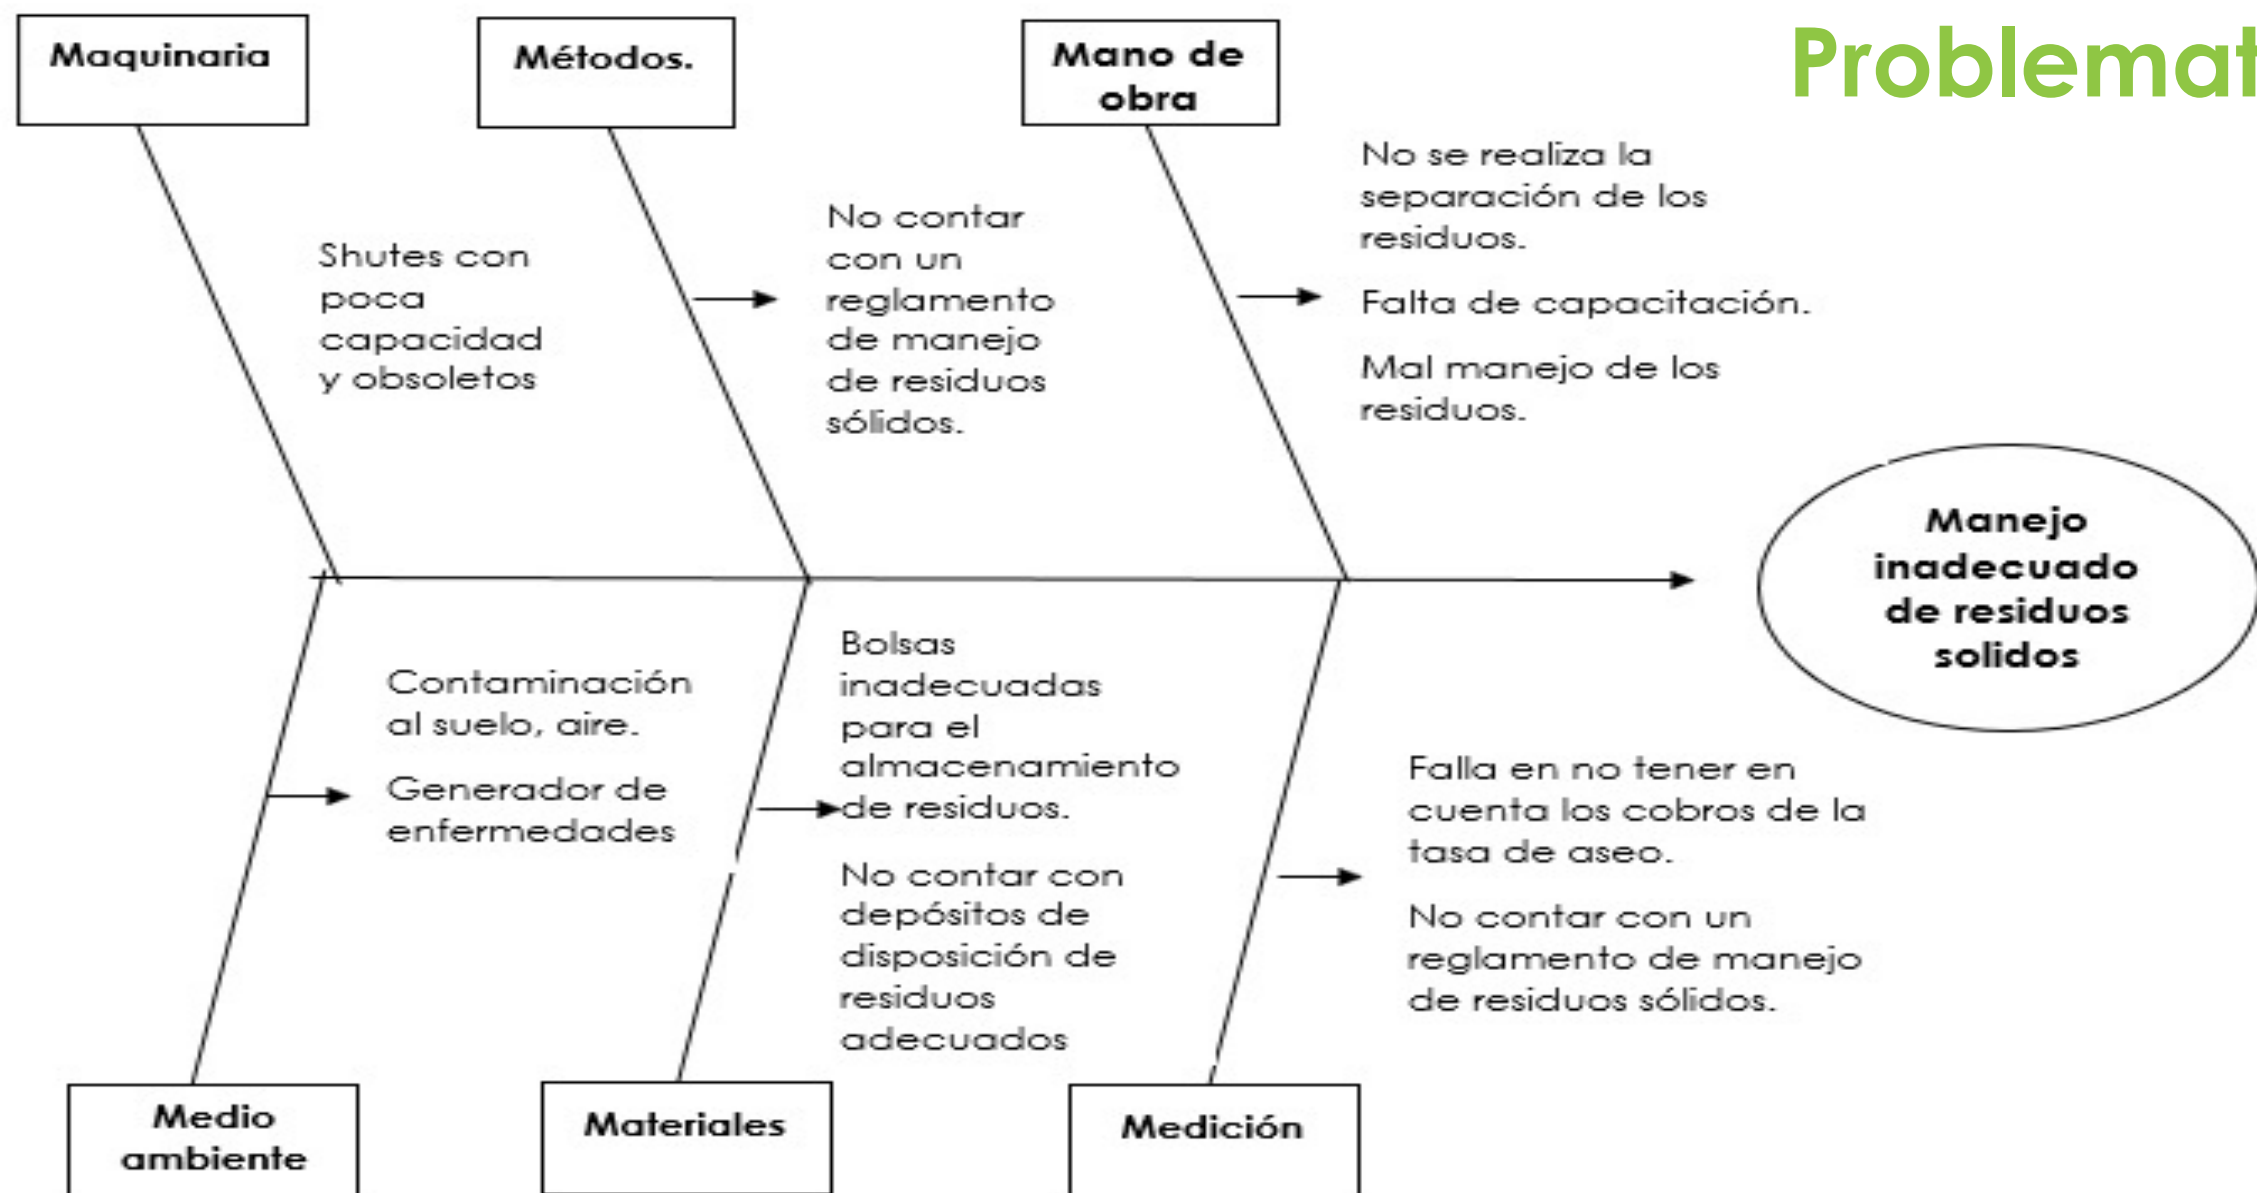 Problemat
Maquinaria
Métodos.
Mano de
obra
Shutes con
poca
capacidad
y obsoletos
No contar
con un
reglamento
de manejo
de residuos
sólidos.
No se realiza la
separación de los
residuos.
Falta de capacitación.
Mal manejo de los
residuos.
Manejo
inadecuado
de residuos
solidos
Contaminación
al suelo, aire.
Generador de
enfermedades
Bolsas
inadecuadas
para el
almacenamiento
de residuos.
No contar con
depósitos de
disposición de
residuos
adecuados
Falla en no tener en
cuenta los cobros de la
tasa de aseo.
No contar con un
reglamento de manejo
de residuos sólidos.
Medio
ambiente
Materiales
Medición